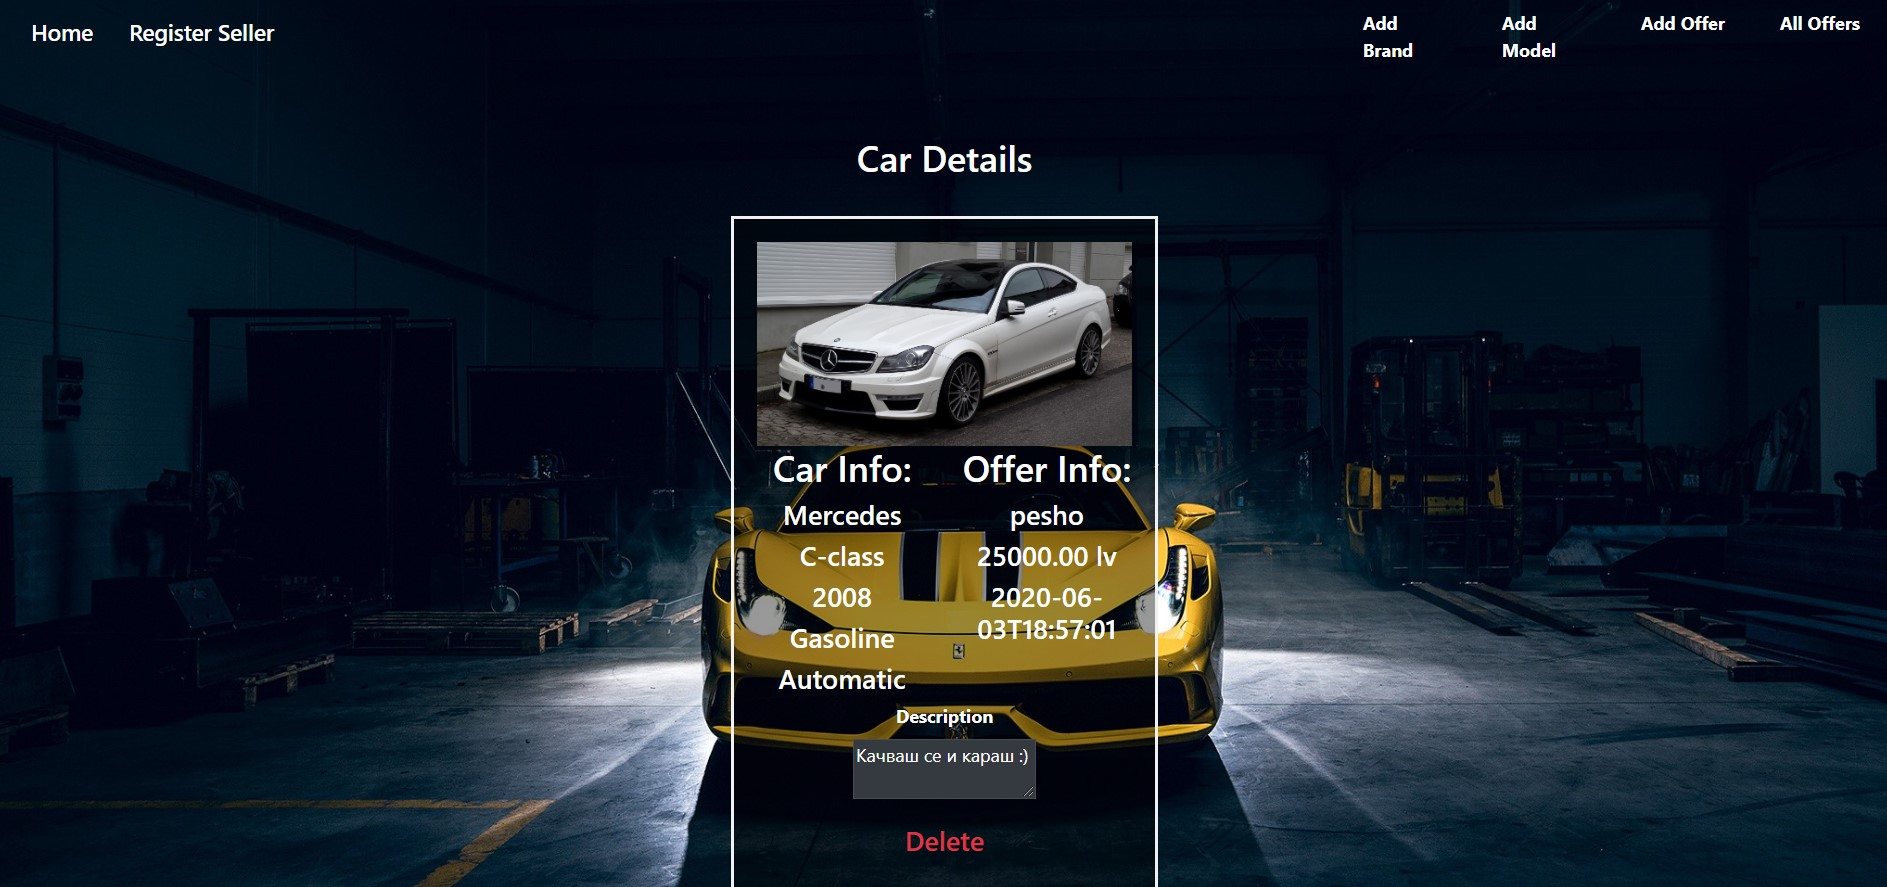 Home
Register Seller
Add
Brand
Add
Model
Add Offer
All Offers
Car Details
Car Info:
Mercedes
C-class
2008
Gasoline
Automatic
Offer Info:
pesho
25000.00 lv
2020-06-
03T18:57:01
Description
Качваш се и караш :)
Delete